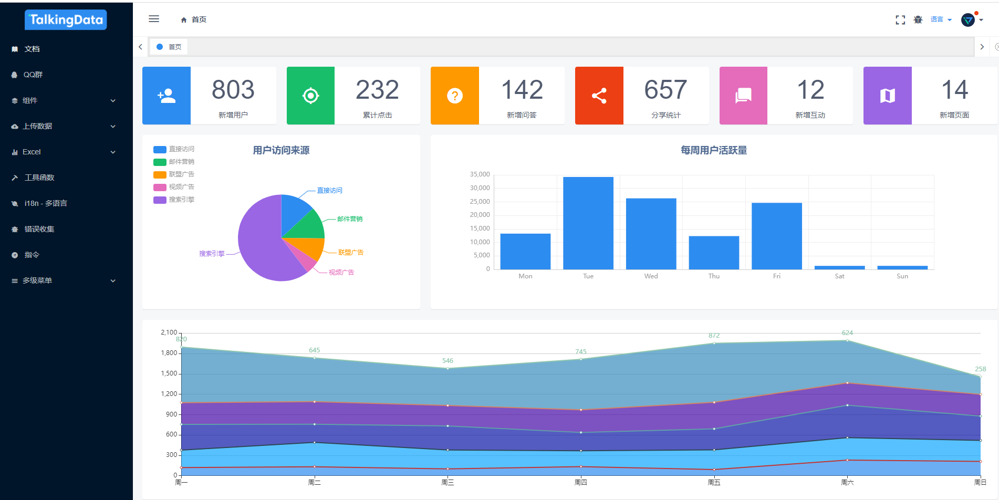 TalkingData
文档
QQ群
组件
上传数据
Excel
工具函数
i18n - 多语言
错误收集
指令
多级菜单
首页
语言
首页
803
新增用户
232
累计点击
142
新增问答
657
分享统计
12
新增互动
14
新增页面
用户访问来源
直接访问
邮件营销
联盟广告
视频广告
搜索引擎
直接访问
邮件营销
联盟广告
视频广告
搜索引擎
每周用户活跃量
35,000
30,000
25,000
20,000
15,000
10,000
5,000
0
Mon Tue Wed Thu Fri Sat Sun
2,100
1,800
1,500
1,200
900
600
300
0
820 645 546 745 872 624 258
周一 周二 周三 周四 周五 周六 周日